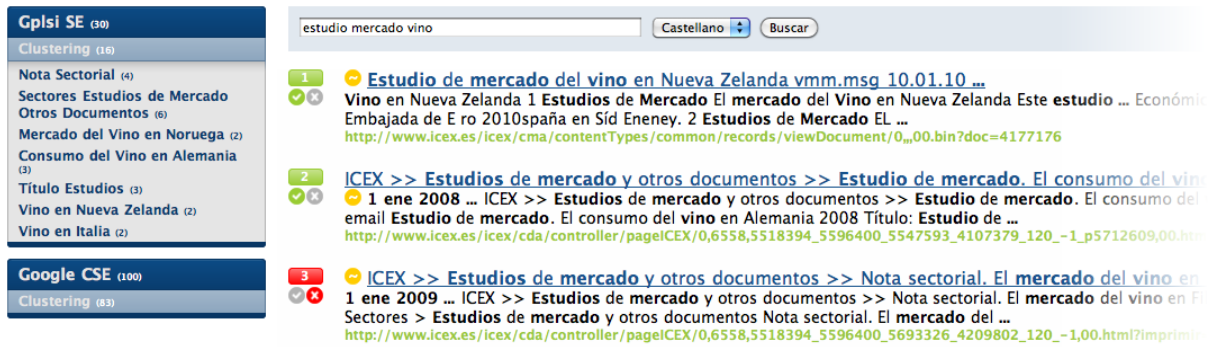 Gplsi SE (30)
Clustering (16)
Nota Sectorial (4)
Sectores Estudios de Mercado
Otros Documentos (6)
Mercado del Vino en Noruega (2)
Consumo del Vino en Alemania
(3)
Título Estudios (3)
Vino en Nueva Zelanda (2)
Vino en Italia (2)
Google CSE (100)
Clustering (83)
estudio mercado vino Castellano Buscar
1 Estudio de mercado del vino en Nueva Zelanda vmm.msg 10.01.10 ...
Vino en Nueva Zelanda 1 Estudios de Mercado El mercado del Vino en Nueva Zelanda Este estudio ... Económic
Embajada de E ro 2010spaña en Síd Eneney. 2 Estudios de Mercado EL ...
http://www.icex.es/icex/cma/contentTypes/common/records/viewDocument/0,,,00.bin?doc=4177176
2 ICEX >> Estudios de mercado y otros documentos >> Estudio de mercado. El consumo del vino
1 ene 2008 ... ICEX >> Estudios de mercado y otros documentos >> Estudio de mercado. El consumo del
email Estudio de mercado. El consumo del vino en Alemania 2008 Título: Estudio de ...
http://www.icex.es/icex/cda/controller/pageICEX/0,6558,5518394_5596400_5547593_4107379_120_-1_p5712609,00.htm
3 ICEX >> Estudios de mercado y otros documentos >> Nota sectorial. El mercado del vino en
1 ene 2009 ... ICEX >> Estudios de mercado y otros documentos >> Nota sectorial. El mercado del vino en Fi
Sectores > Estudios de mercado y otros documentos Nota sectorial. El mercado del ...
http://www.icex.es/icex/cda/controller/pageICEX/0,6558,5518394_5596400_5693326_4209802_120_-1,00.html?imprimir